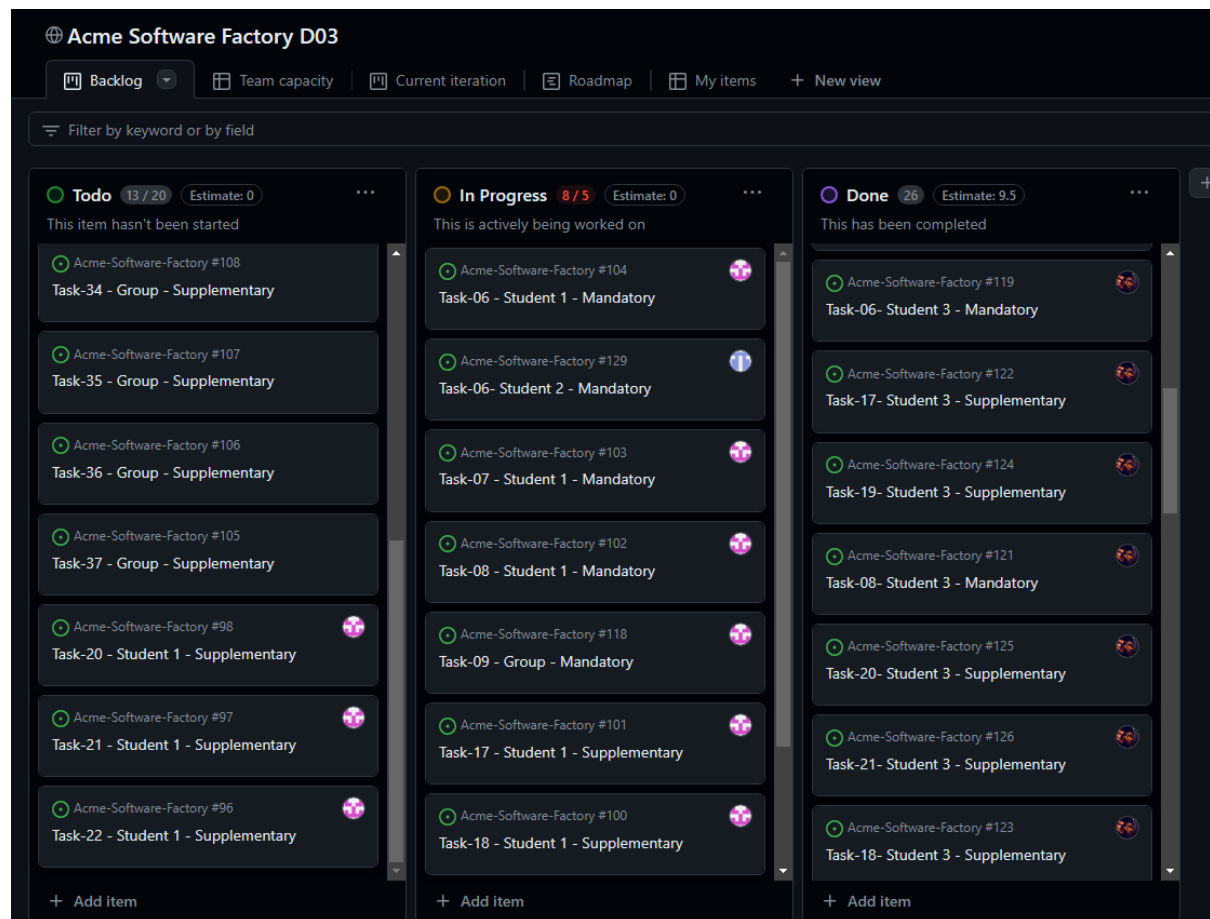 Acme Software Factory D03
Backlog
Team capacity
Current iteration
Roadmap
My items
+ New view
Filter by keyword or by field
Todo 13 / 20 Estimate: 0 ...
This item hasn't been started
Acme-Software-Factory #108
Task-34 - Group - Supplementary
Acme-Software-Factory #107
Task-35 - Group - Supplementary
Acme-Software-Factory #106
Task-36 - Group - Supplementary
Acme-Software-Factory #105
Task-37 - Group - Supplementary
Acme-Software-Factory #98
Task-20 - Student 1 - Supplementary
Acme-Software-Factory #97
Task-21 - Student 1 - Supplementary
Acme-Software-Factory #96
Task-22 - Student 1 - Supplementary
+ Add item
In Progress 8 / 5 Estimate: 0 ...
This is actively being worked on
Acme-Software-Factory #104
Task-06 - Student 1 - Mandatory
Acme-Software-Factory #129
Task-06- Student 2 - Mandatory
Acme-Software-Factory #103
Task-07 - Student 1 - Mandatory
Acme-Software-Factory #102
Task-08 - Student 1 - Mandatory
Acme-Software-Factory #118
Task-09 - Group - Mandatory
Acme-Software-Factory #101
Task-17 - Student 1 - Supplementary
Acme-Software-Factory #100
Task-18 - Student 1 - Supplementary
+ Add item
Done 26 Estimate: 9.5 ...
This has been completed
Acme-Software-Factory #119
Task-06- Student 3 - Mandatory
Acme-Software-Factory #122
Task-17- Student 3 - Supplementary
Acme-Software-Factory #124
Task-19- Student 3 - Supplementary
Acme-Software-Factory #121
Task-08- Student 3 - Mandatory
Acme-Software-Factory #125
Task-20- Student 3 - Supplementary
Acme-Software-Factory #126
Task-21- Student 3 - Supplementary
Acme-Software-Factory #123
Task-18- Student 3 - Supplementary
+ Add item